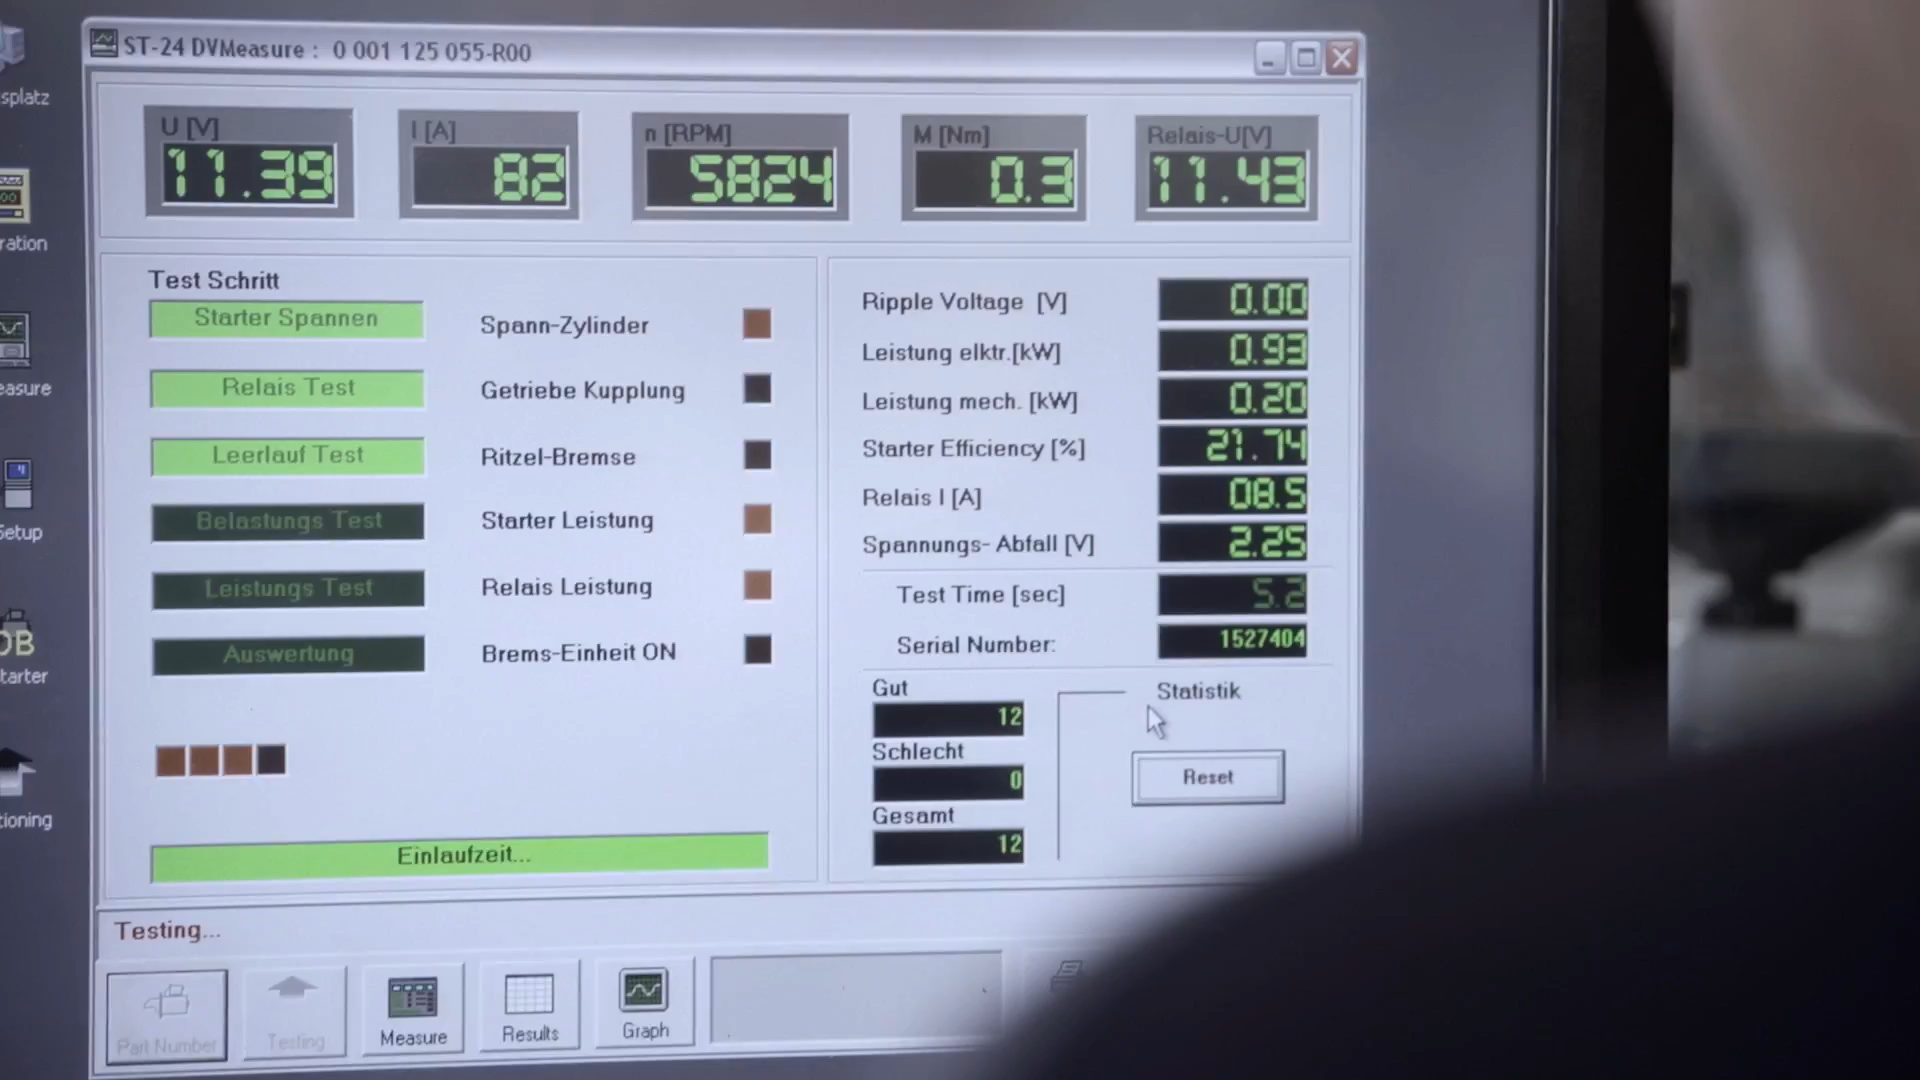 ST-24 DVMeasure : 0 001 125 055-R00
U [V]
11.39
I [A]
82
n [RPM]
5824
M [Nm]
0.3
Relais-U[V]
11.43
splatz
ration
easure
Setup
OB
tarter
tioning
Test Schritt
Starter Spannen
Relais Test
Leerlauf Test
Belastungs Test
Leistungs Test
Auswertung
Spann-Zylinder
Getriebe Kupplung
Ritzel-Bremse
Starter Leistung
Relais Leistung
Brems-Einheit ON
Einlaufzeit...
Ripple Voltage [V] 0.00
Leistung elktr.[kW] 0.93
Leistung mech. [kW] 0.20
Starter Efficiency [%] 21.74
Relais I [A] 08.5
Spannungs- Abfall [V] 2.25
Test Time [sec] 5.2
Serial Number: 1527404
Gut
12
Schlecht
0
Gesamt
12
Statistik
Reset
Testing...
Part Number
Testing
Measure
Results
Graph